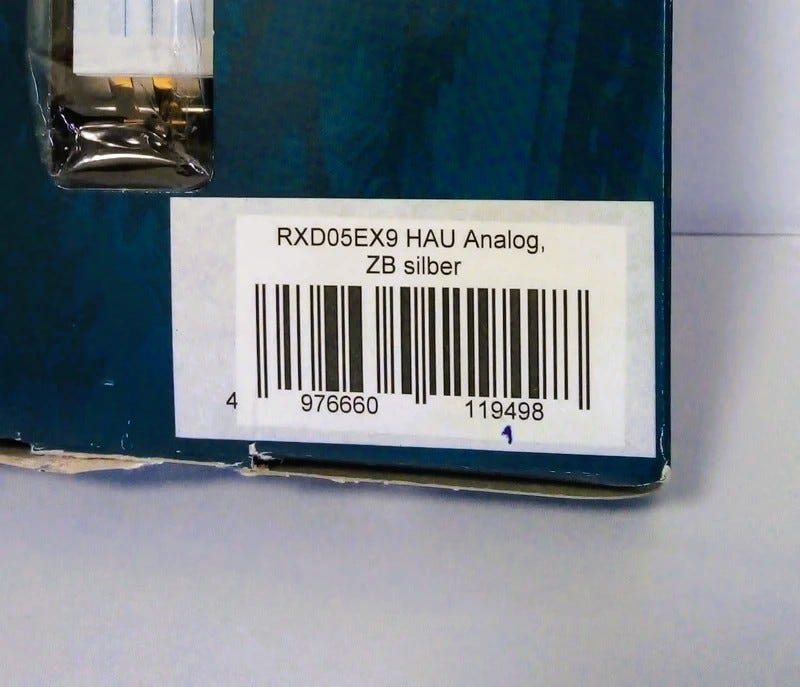 RXD05EX9 HAU Analog,
ZB silber
4 976660 119498
1